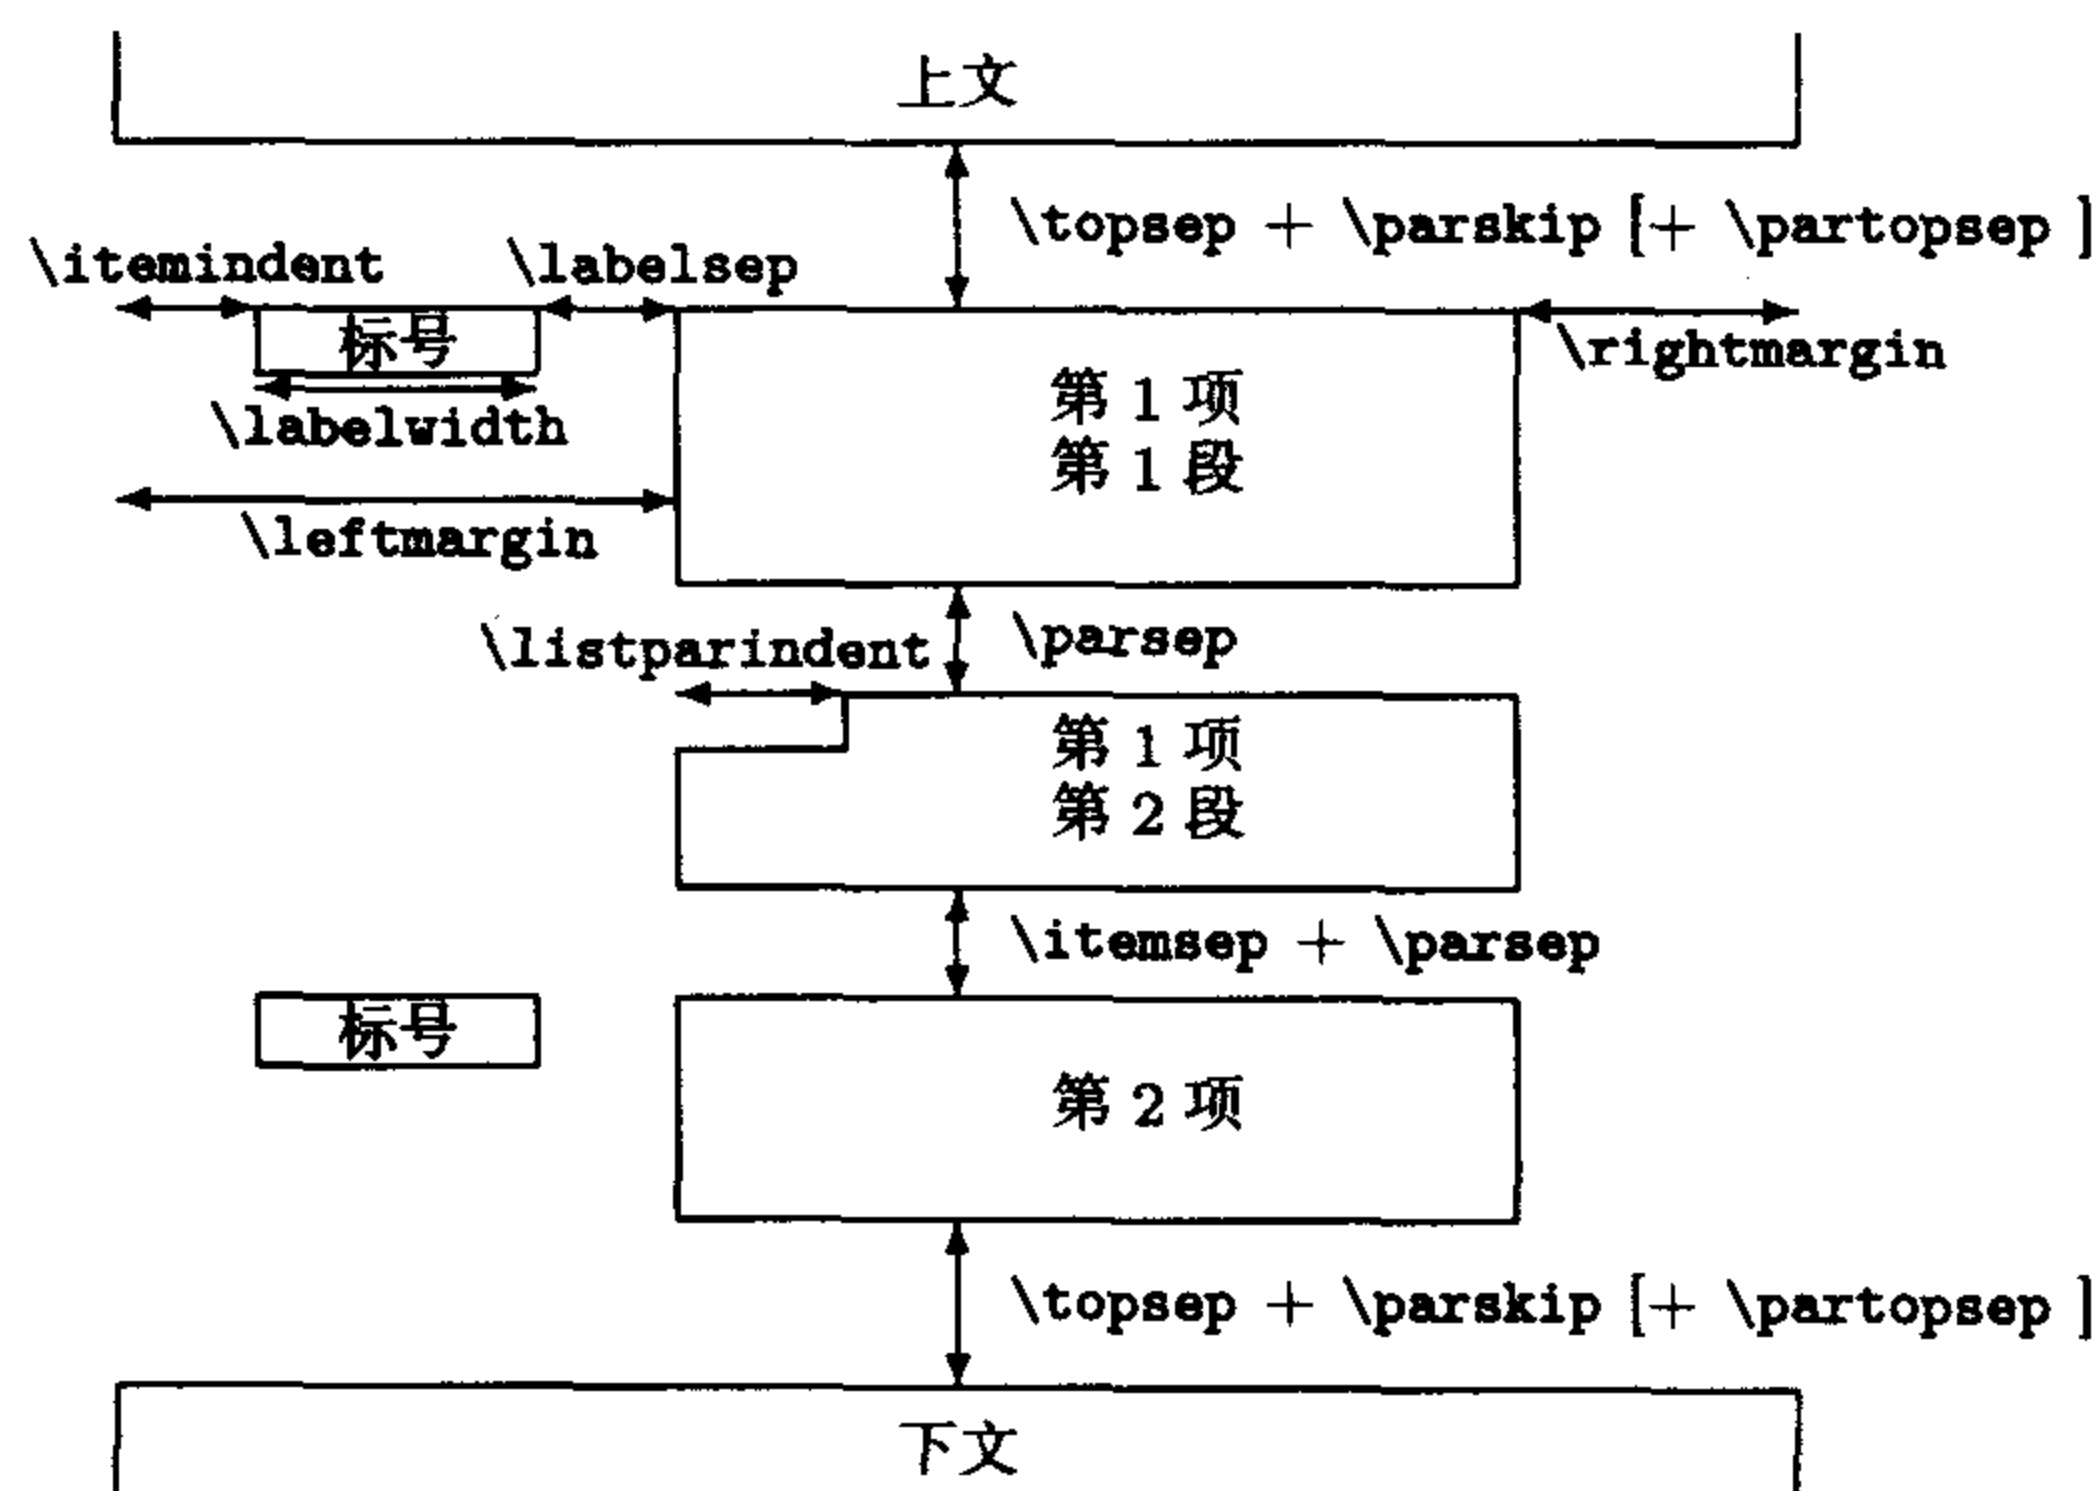 上文
\topsep + \parskip [+ \partopsep ]
\itemindent
\labelsep
标号
\rightmargin
\labelwidth
第 1 项
第 1 段
\leftmargin
\listparindent
\parsep
第 1 项
第 2 段
\itemsep + \parsep
标号
第 2 项
\topsep + \parskip [+ \partopsep ]
下文